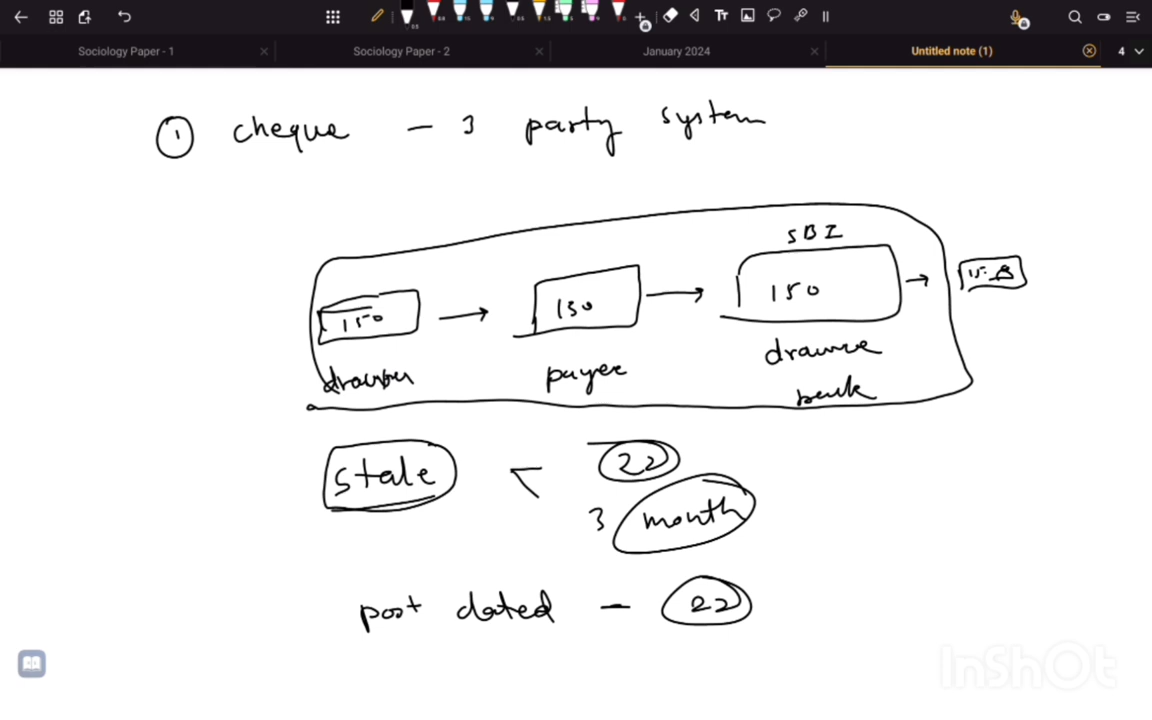 Sociology Paper - 1
Sociology Paper - 2
January 2024
Untitled note (1)
4
① cheque - 3 party system
SBI
150 → 150 → 150 →
payee
drawee
bank
stale < 22
3 month
post dated - 22
InShOt